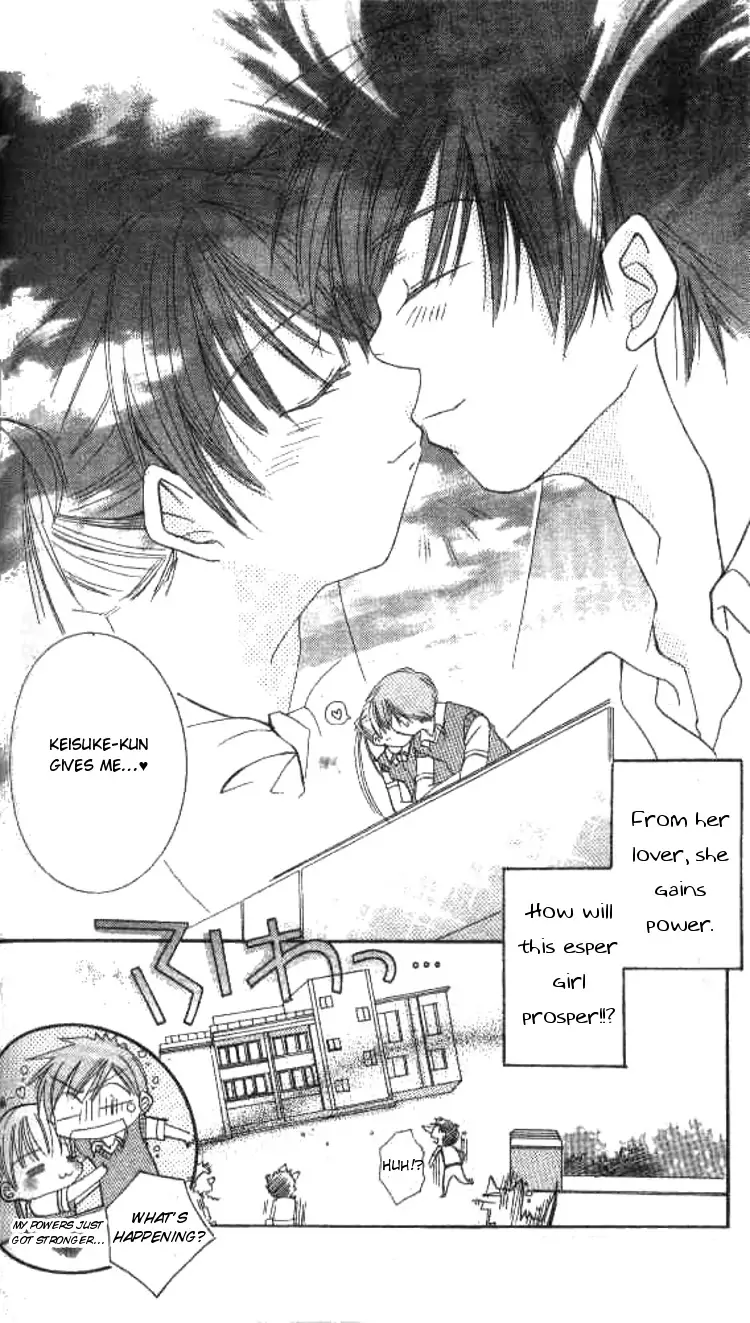 KEISUKE-KUN
GIVES ME...♥
From her
lover, she
gains
power.
How will
this esper
girl
prosper!!?
ふわっ…
HUH!?
WHAT'S
HAPPENING?
MY POWERS JUST
GOT STRONGER...